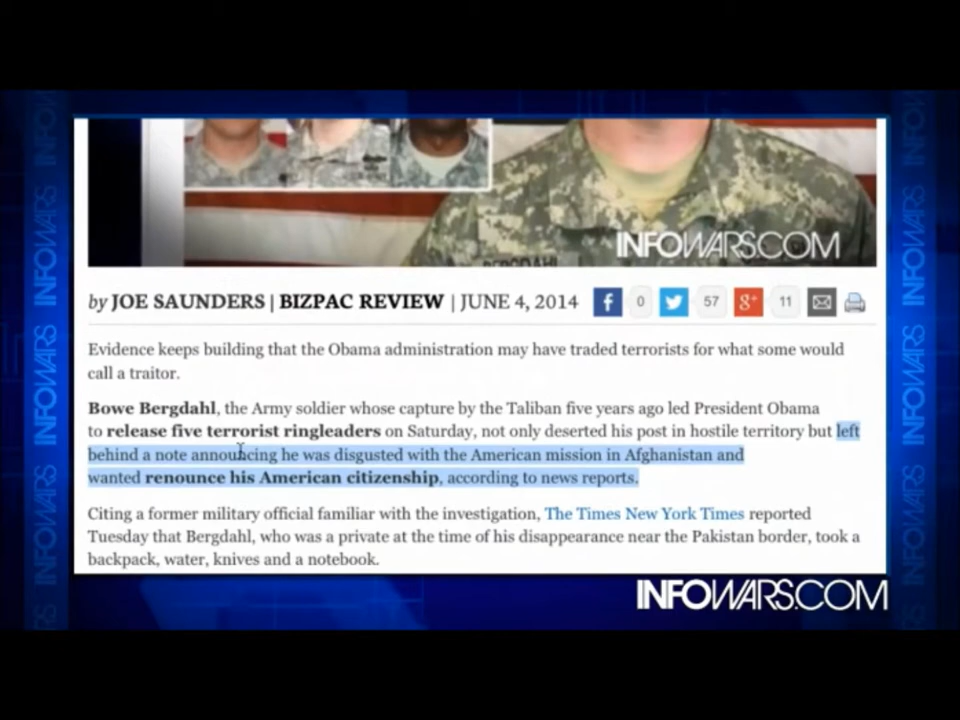 INFOWARS.COM
by JOE SAUNDERS | BIZPAC REVIEW | JUNE 4, 2014 0 57 11
Evidence keeps building that the Obama administration may have traded terrorists for what some would
call a traitor.
Bowe Bergdahl, the Army soldier whose capture by the Taliban five years ago led President Obama
to release five terrorist ringleaders on Saturday, not only deserted his post in hostile territory but left
behind a note announcing he was disgusted with the American mission in Afghanistan and
wanted renounce his American citizenship, according to news reports.
Citing a former military official familiar with the investigation, The Times New York Times reported
Tuesday that Bergdahl, who was a private at the time of his disappearance near the Pakistan border, took a
backpack, water, knives and a notebook.
INFOWARS.COM
INFOWARS
INFOWARS
INFOWARS
INFOWARS